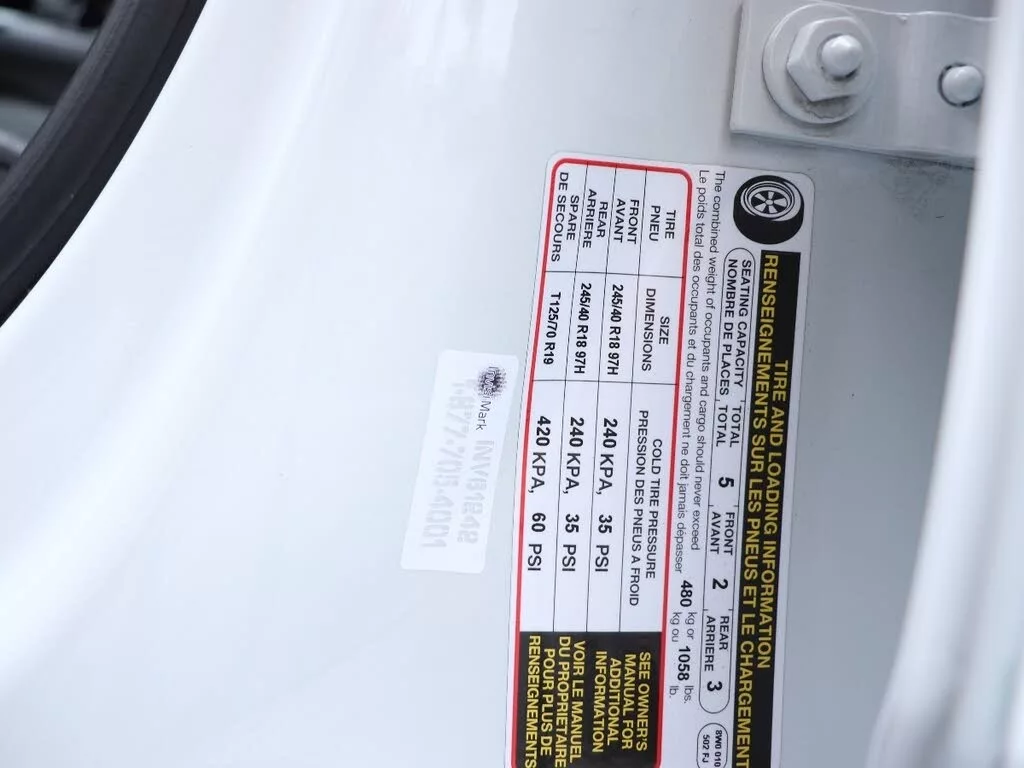 TIRE AND LOADING INFORMATION
RENSEIGNEMENTS SUR LES PNEUS ET LE CHARGEMENT
SEATING CAPACITY TOTAL 5 FRONT 2 REAR 3
NOMBRE DE PLACES TOTAL AVANT ARRIERE
8W0 010
502 FJ
The combined weight of occupants and cargo should never exceed 480 kg or 1058 lbs.
Le poids total des occupants et du chargement ne doit jamais dépasser kg ou lb.
TIRE SIZE COLD TIRE PRESSURE
PNEU DIMENSIONS PRESSION DES PNEUS A FROID
FRONT 245/40 R18 97H 240 KPA, 35 PSI
AVANT
REAR 245/40 R18 97H 240 KPA, 35 PSI
ARRIERE
SPARE T125/70 R19 420 KPA, 60 PSI
DE SECOURS
SEE OWNER'S
MANUAL FOR
ADDITIONAL
INFORMATION
VOIR LE MANUEL
DU PROPRIETAIRE
POUR PLUS DE
RENSEIGNEMENTS
Mark INV61842
1-877-705-4001